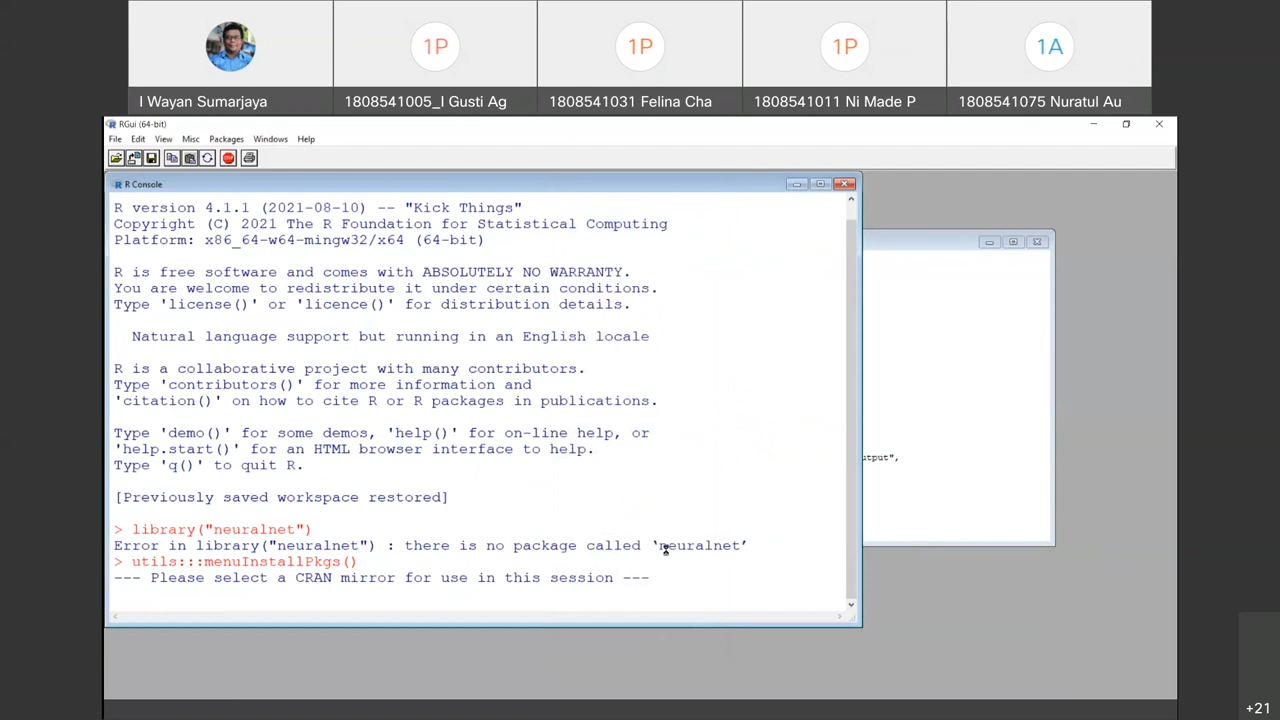 1P
1P
1P
1A
I Wayan Sumarjaya
1808541005_I Gusti Ag
1808541031 Felina Cha
1808541011 Ni Made P
1808541075 Nuratul Au
RGui (64-bit)
File Edit View Misc Packages Windows Help
STOP
R Console
R version 4.1.1 (2021-08-10) -- "Kick Things"
Copyright (C) 2021 The R Foundation for Statistical Computing
Platform: x86_64-w64-mingw32/x64 (64-bit)
R is free software and comes with ABSOLUTELY NO WARRANTY.
You are welcome to redistribute it under certain conditions.
Type 'license()' or 'licence()' for distribution details.
Natural language support but running in an English locale
R is a collaborative project with many contributors.
Type 'contributors()' for more information and
'citation()' on how to cite R or R packages in publications.
Type 'demo()' for some demos, 'help()' for on-line help, or
'help.start()' for an HTML browser interface to help.
Type 'q()' to quit R.
[Previously saved workspace restored]
> library("neuralnet")
Error in library("neuralnet") : there is no package called ‘neuralnet’
> utils:::menuInstallPkgs()
--- Please select a CRAN mirror for use in this session ---
utput",
+21